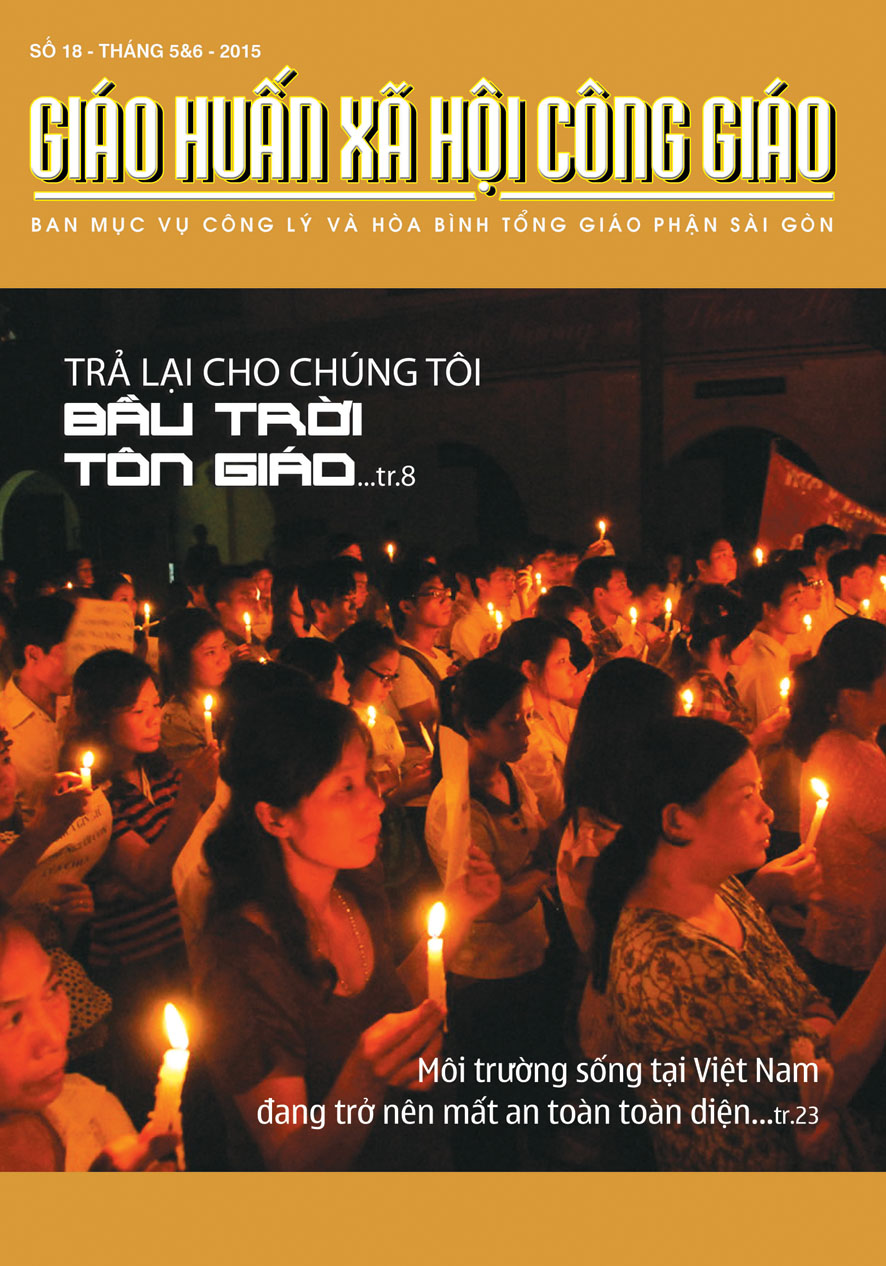 SỐ 18 - THÁNG 5&6 - 2015
GIÁO HUẤN XÃ HỘI CÔNG GIÁO
BAN MỤC VỤ CÔNG LÝ VÀ HÒA BÌNH TỔNG GIÁO PHẬN SÀI GÒN
TRẢ LẠI CHO CHÚNG TÔI
BẦU TRỜI
TÔN GIÁO...tr.8
Môi trường sống tại Việt Nam
đang trở nên mất an toàn toàn diện...tr.23